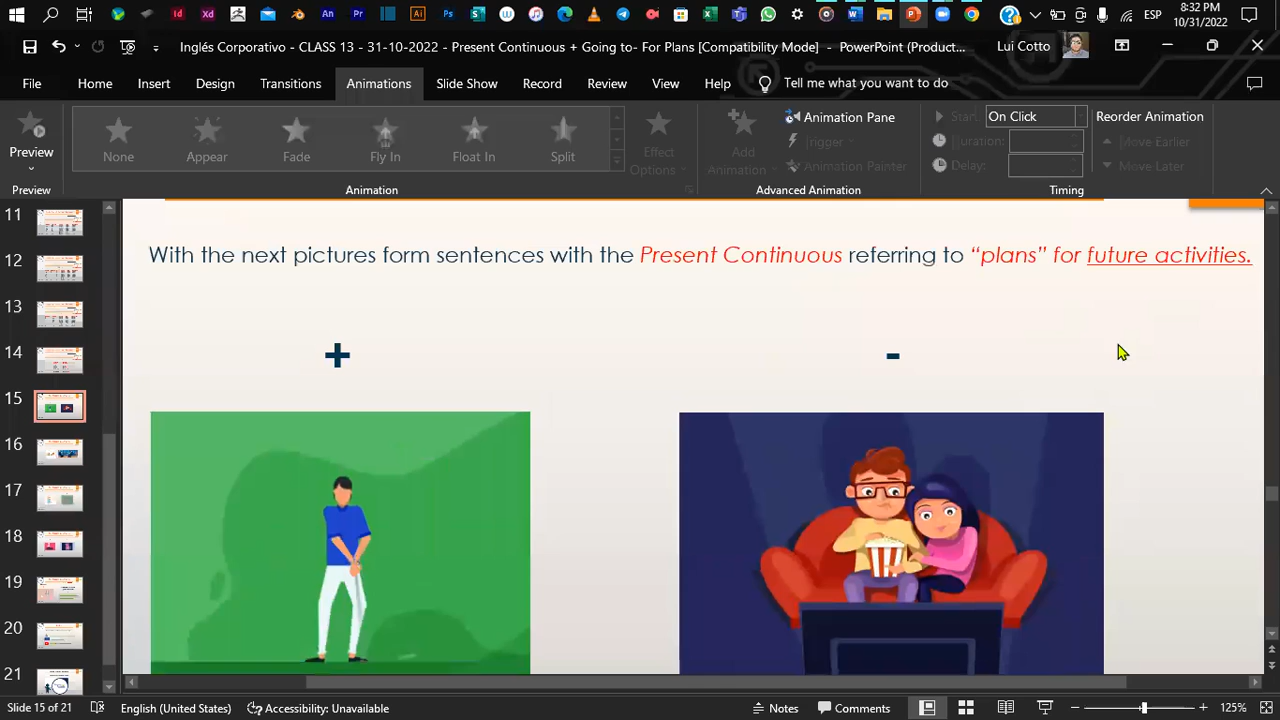 8:32 PM
ESP
10/31/2022
Inglés Corporativo - CLASS 13 - 31-10-2022 - Present Continuous + Going to- For Plans [Compatibility Mode] - PowerPoint (Product...
Lui Cotto
File Home Insert Design Transitions Animations Slide Show Record Review View Help Tell me what you want to do
Preview
None Appear Fade Fly In Float In Split
Effect Options
Add Animation
Animation Pane
Trigger
Animation Painter
Start: On Click
Duration:
Delay:
Reorder Animation
Move Earlier
Move Later
Preview Animation Advanced Animation Timing
11
12
13
14
15
16
17
18
19
20
21
With the next pictures form sentences with the Present Continuous referring to “plans” for future activities.
+ -
Slide 15 of 21 English (United States) Accessibility: Unavailable Notes Comments 125%